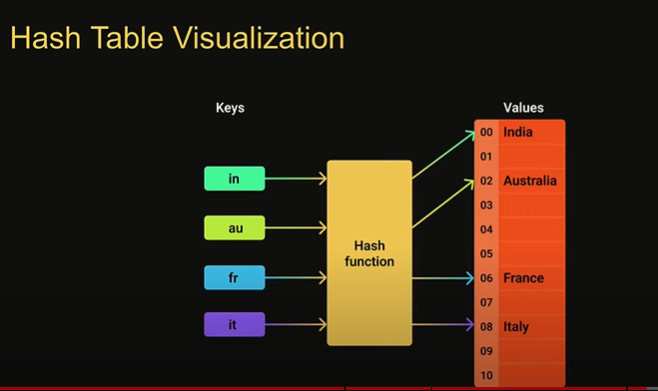 Hash Table Visualization
Keys
Values
in
au
fr
it
Hash
function
00 India
01
02 Australia
03
04
05
06 France
07
08 Italy
09
10